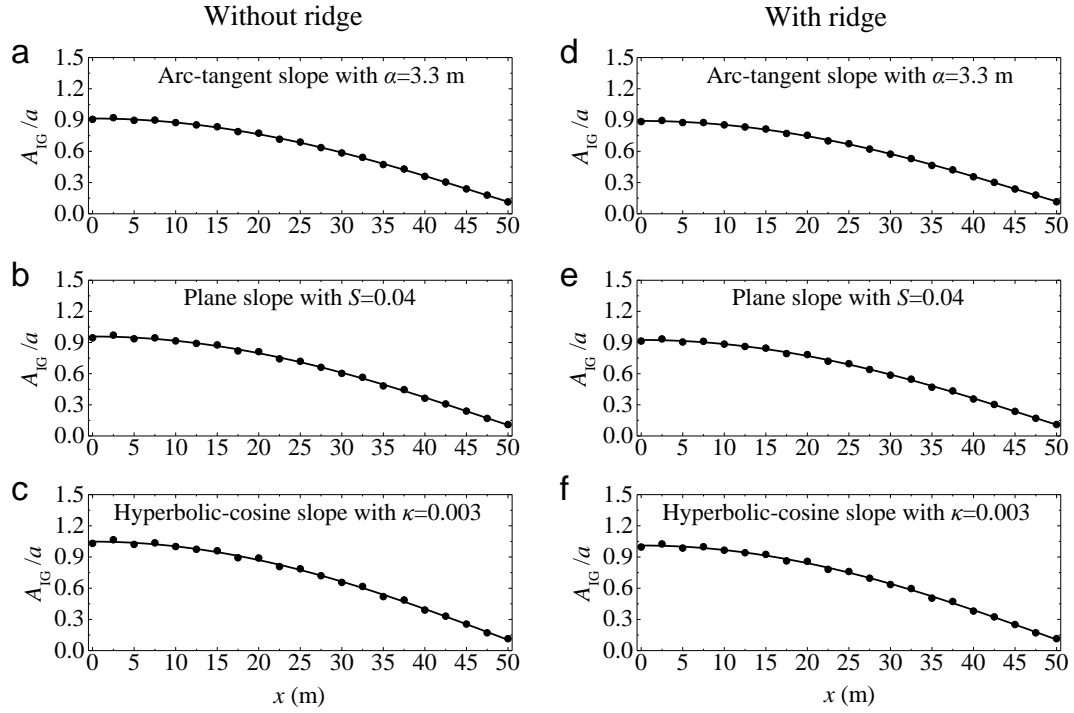 Without ridge
With ridge
a
Arc-tangent slope with α=3.3 m
A_IG/a
1.5
1.2
0.9
0.6
0.3
0.0
0 5 10 15 20 25 30 35 40 45 50
d
Arc-tangent slope with α=3.3 m
A_IG/a
1.5
1.2
0.9
0.6
0.3
0.0
0 5 10 15 20 25 30 35 40 45 50
b
Plane slope with S=0.04
A_IG/a
1.5
1.2
0.9
0.6
0.3
0.0
0 5 10 15 20 25 30 35 40 45 50
e
Plane slope with S=0.04
A_IG/a
1.5
1.2
0.9
0.6
0.3
0.0
0 5 10 15 20 25 30 35 40 45 50
c
Hyperbolic-cosine slope with κ=0.003
A_IG/a
1.5
1.2
0.9
0.6
0.3
0.0
0 5 10 15 20 25 30 35 40 45 50
x (m)
f
Hyperbolic-cosine slope with κ=0.003
A_IG/a
1.5
1.2
0.9
0.6
0.3
0.0
0 5 10 15 20 25 30 35 40 45 50
x (m)